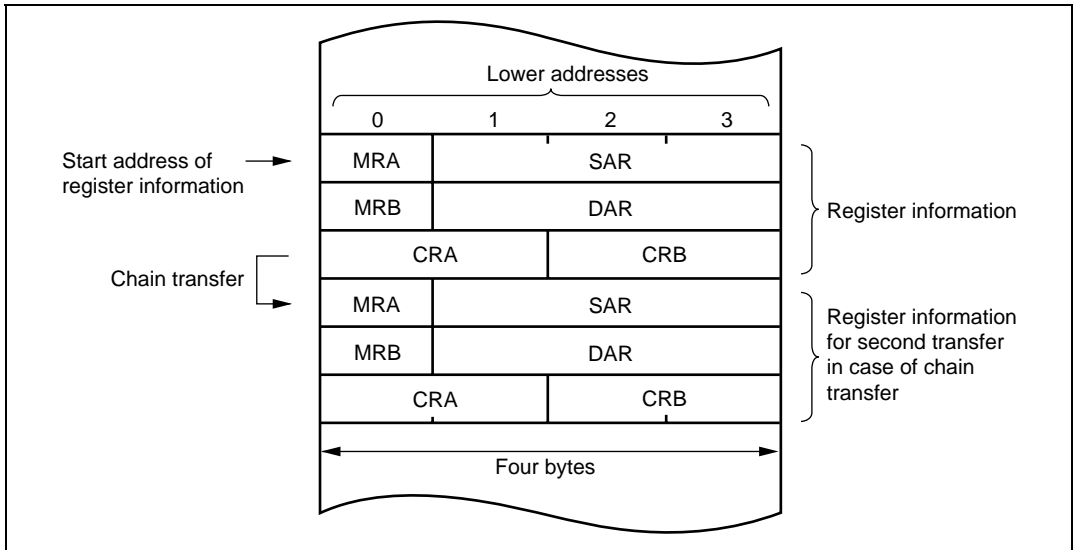 Lower addresses
0 1 2 3
Start address of
register information
MRA SAR
MRB DAR
Register information
CRA CRB
Chain transfer
MRA SAR
Register information
for second transfer
in case of chain
transfer
MRB DAR
CRA CRB
Four bytes